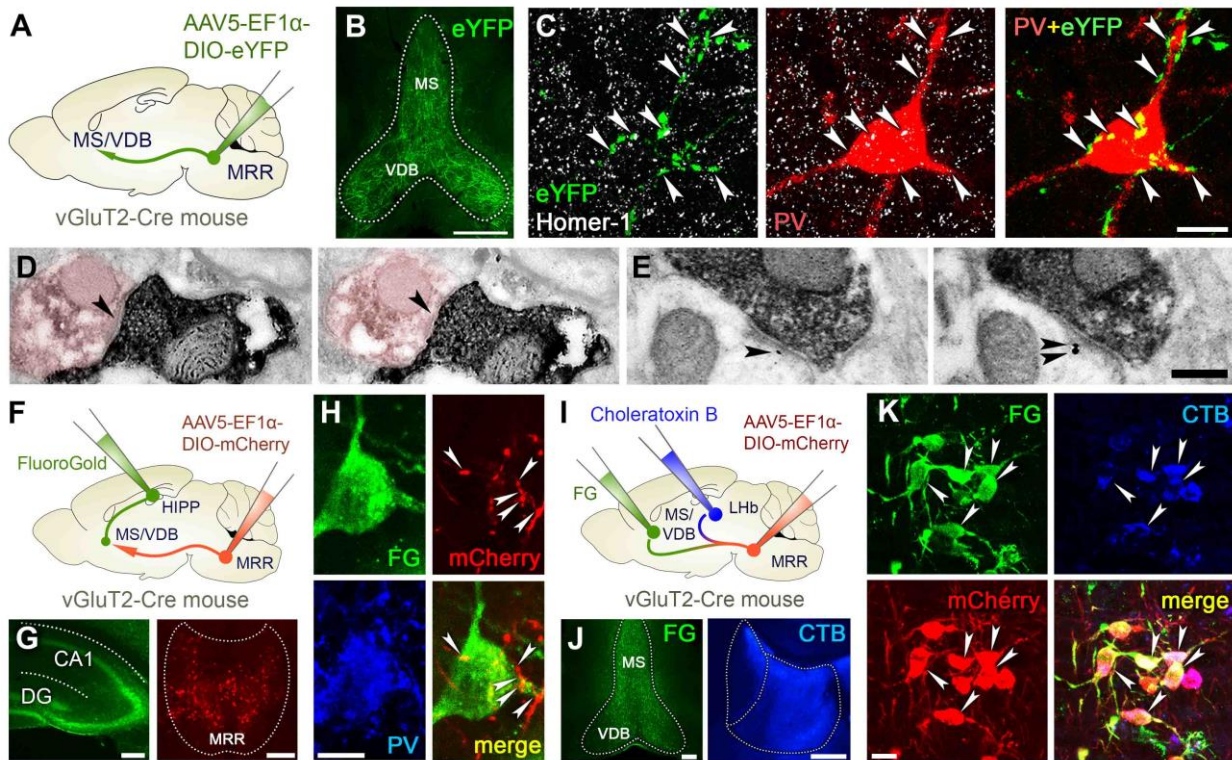 A
AAV5-EF1α-
DIO-eYFP
MS/VDB
MRR
vGluT2-Cre mouse
B
eYFP
MS
VDB
C
eYFP
Homer-1
PV
PV+eYFP
D
E
F
AAV5-EF1α-
DIO-mCherry
FluoroGold
HIPP
MS/VDB
MRR
vGluT2-Cre mouse
G
CA1
DG
MRR
H
FG
mCherry
PV
merge
I
Choleratoxin B
AAV5-EF1α-
DIO-mCherry
FG
MS/
VDB
LHb
MRR
vGluT2-Cre mouse
J
FG
MS
VDB
CTB
K
FG
CTB
mCherry
merge